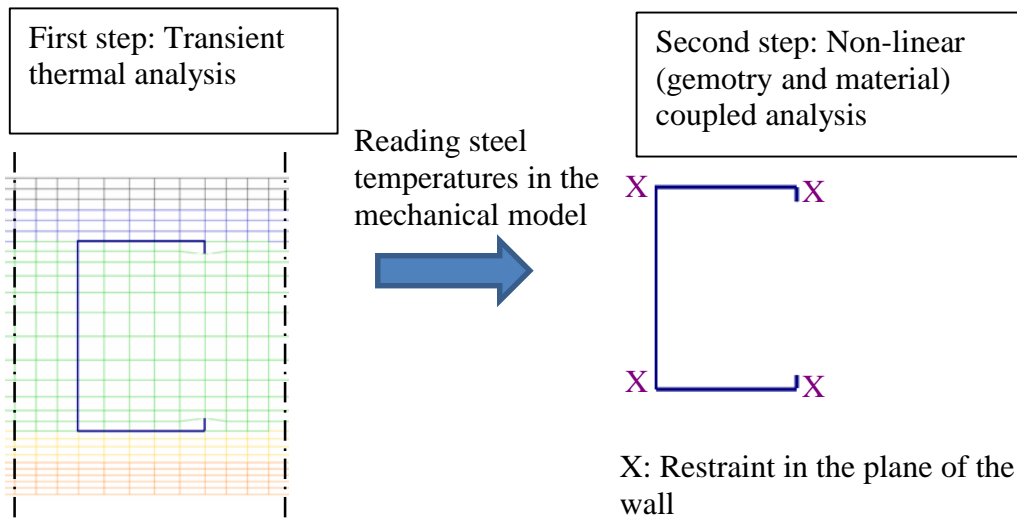 First step: Transient
thermal analysis
Reading steel
temperatures in the
mechanical model
Second step: Non-linear
(gemotry and material)
coupled analysis
X X
X X
X: Restraint in the plane of the
wall